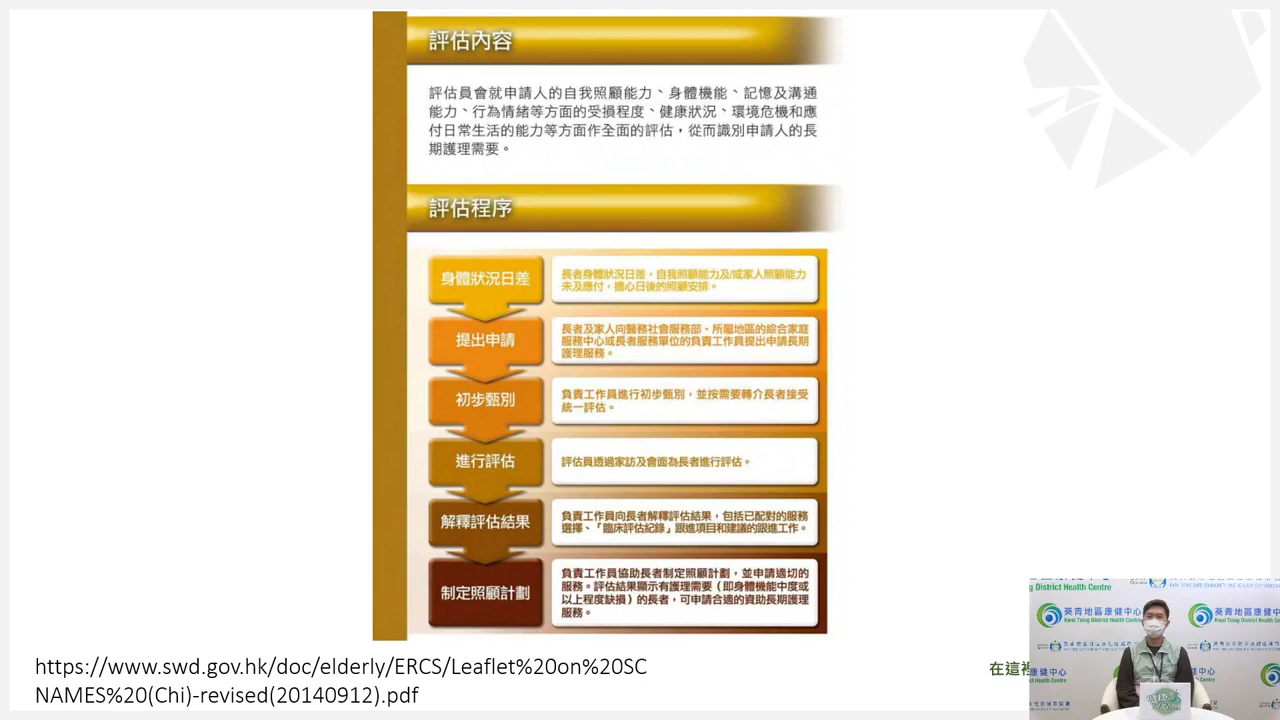 評估內容
評估員會就申請人的自我照顧能力、身體機能、記憶及溝通
能力、行為情緒等方面的受損程度、健康狀況、環境危機和應
付日常生活的能力等方面作全面的評估，從而識別申請人的長
期護理需要。
評估程序
身體狀況日差
長者身體狀況日差，自我照顧能力及/或家人照顧能力
未及應付，擔心日後的照顧安排。
提出申請
長者及家人向醫務社會服務部、所屬地區的綜合家庭
服務中心或長者服務單位的負責工作員提出申請長期
護理服務。
初步甄別
負責工作員進行初步甄別，並按需要轉介長者接受
統一評估。
進行評估
評估員透過家訪及會面為長者進行評估。
解釋評估結果
負責工作員向長者解釋評估結果，包括已配對的服務
選擇、「臨床評估紀錄」跟進項目和建議的跟進工作。
制定照顧計劃
負責工作員協助長者制定照顧計劃，並申請適切的
服務。評估結果顯示有護理需要（即身體機能中度或
以上程度缺損）的長者，可申請合適的資助長期護理
服務。
https://www.swd.gov.hk/doc/elderly/ERCS/Leaflet%20on%20SC
NAMES%20(Chi)-revised(20140912).pdf
在這
g District Health Centre
葵青地區康健中心
Kwai Tsing District Health Centre
葵青地區康健中心
Kwai Tsing District Health Ce